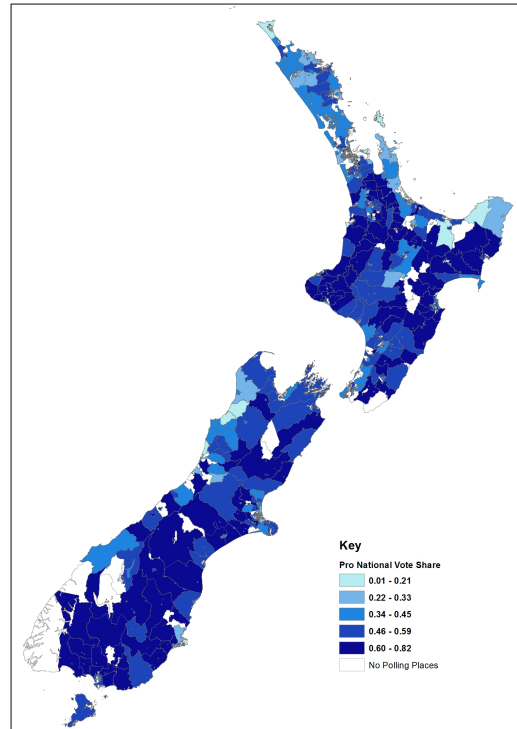 Key
Pro National Vote Share
0.01 - 0.21
0.22 - 0.33
0.34 - 0.45
0.46 - 0.59
0.60 - 0.82
No Polling Places